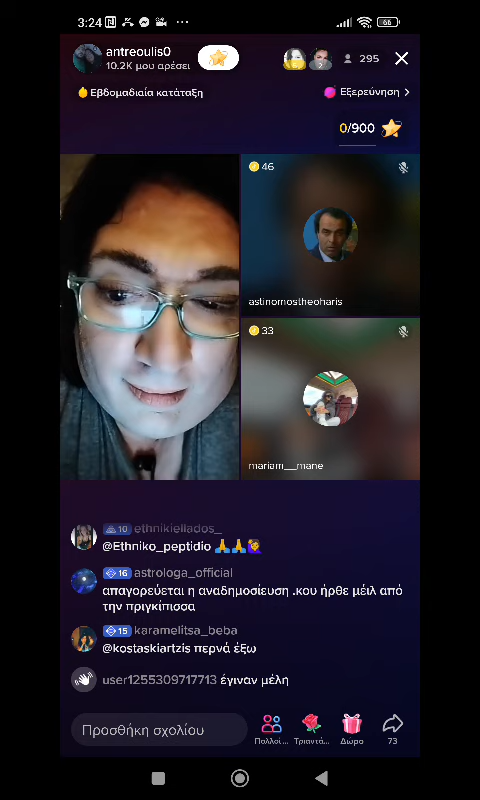 3:24
66
antreoulis0
10.2K μου αρέσει
295
Εβδομαδιαία κατάταξη
Εξερεύνηση
0/900
46
astinomostheoharis
33
mariam__mane
10 ethnikiellados_
@Ethniko_peptidio 🙏🙏🙋‍♀️
16 astrologa_official
απαγορεύεται η αναδημοσίευση .κου ήρθε μέιλ από
την πριγκίπισσα
15 karamelitsa_beba
@kostaskiartzis περνά έξω
user1255309717713 έγιναν μέλη
Προσθήκη σχολίου
Πολλοί...
Τριαντά...
Δώρο
73